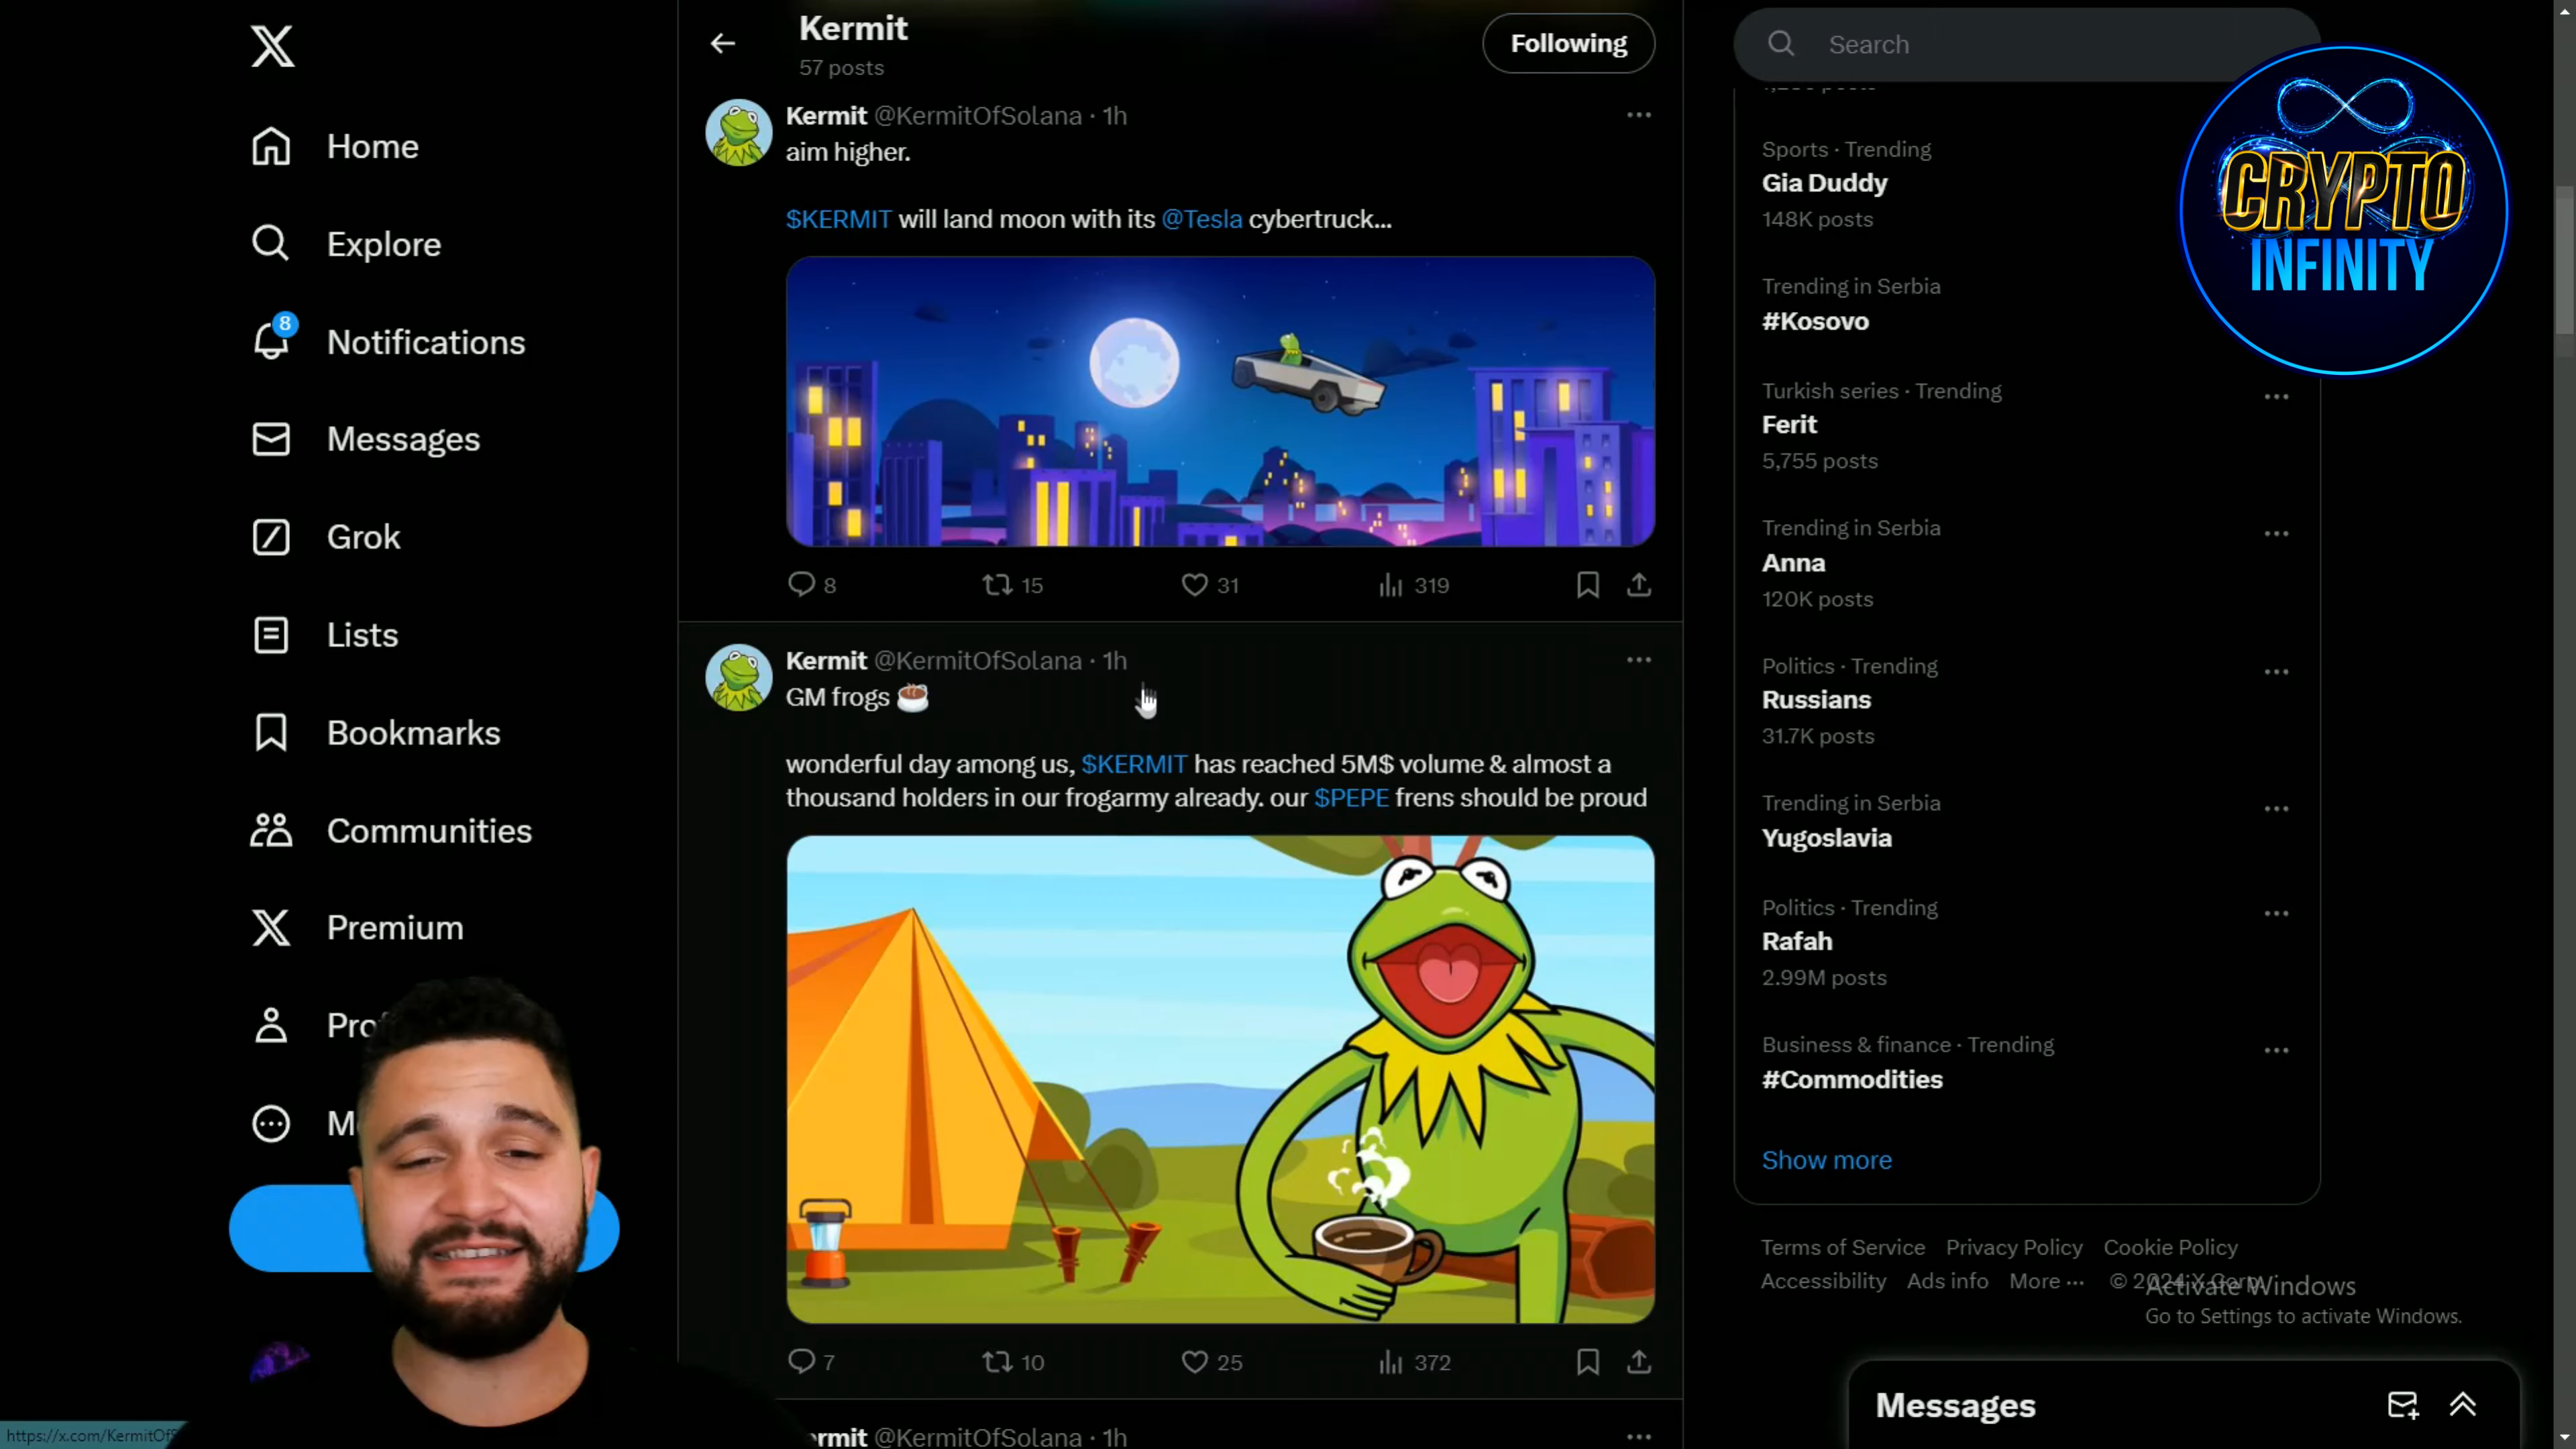 Home
Explore
8
Notifications
Messages
Grok
Lists
Bookmarks
Communities
Premium
Kermit
57 posts
Following
Kermit @KermitOfSolana · 1h
aim higher.
$KERMIT will land moon with its @Tesla cybertruck...
8 15 31 319
Kermit @KermitOfSolana · 1h
GM frogs ☕
wonderful day among us, $KERMIT has reached 5M$ volume & almost a
thousand holders in our frogarmy already. our $PEPE frens should be proud
7 10 25 372
@KermitOfSolana · 1h
Search
Sports · Trending
Gia Duddy
148K posts
Trending in Serbia
#Kosovo
Turkish series · Trending
Ferit
5,755 posts
Trending in Serbia
Anna
120K posts
Politics · Trending
Russians
31.7K posts
Trending in Serbia
Yugoslavia
Politics · Trending
Rafah
2.99M posts
Business & finance · Trending
#Commodities
Show more
Terms of Service Privacy Policy Cookie Policy
Accessibility Ads info More ··· © 2024 X Corp.
Activate Windows
Go to Settings to activate Windows.
Messages
CRYPTO
INFINITY